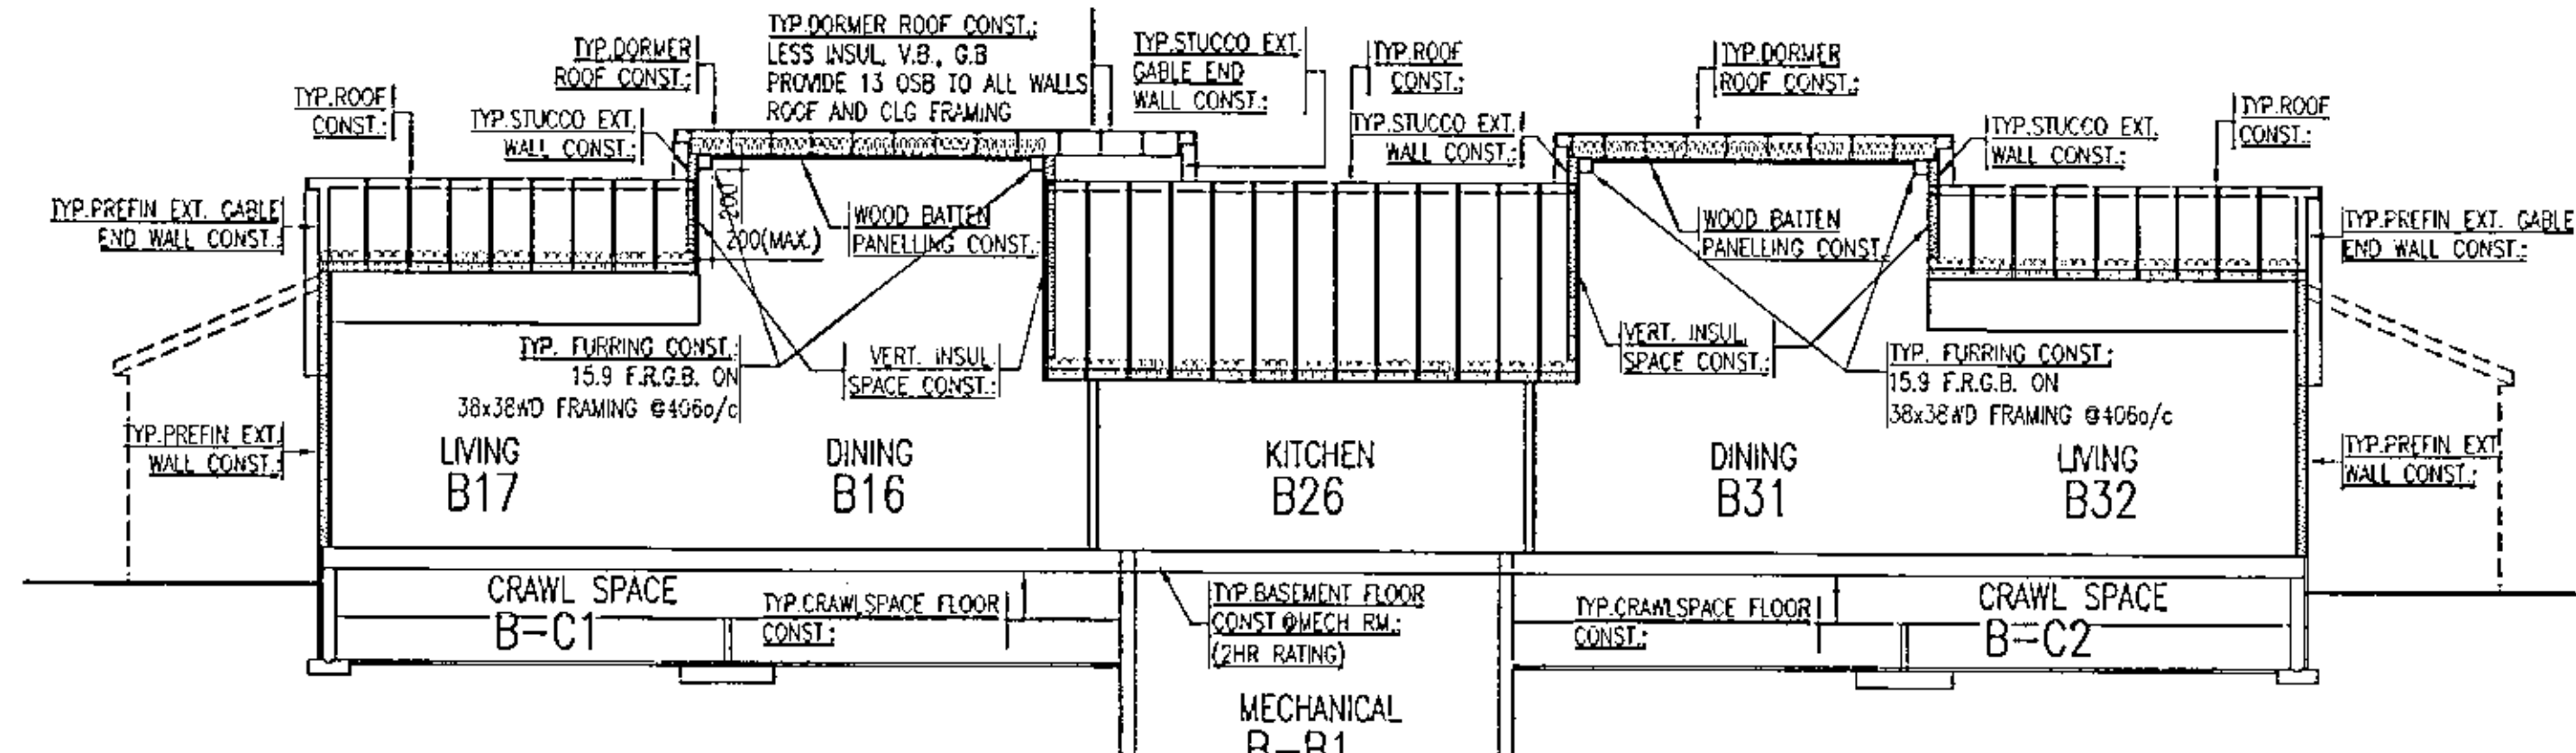 TYP.DORMER ROOF CONST.:
LESS INSUL, V.B., G.B
PROVIDE 13 OSB TO ALL WALLS
ROOF AND CLG FRAMING
TYP.DORMER
ROOF CONST.:
TYP.STUCCO EXT.
GABLE END
WALL CONST.:
TYP.ROOF
CONST.:
TYP.DORMER
ROOF CONST.:
TYP.ROOF
CONST.:
TYP.STUCCO EXT.
WALL CONST.:
TYP.STUCCO EXT.
WALL CONST.:
TYP.STUCCO EXT.
WALL CONST.:
TYP.ROOF
CONST.:
TYP.PREFIN EXT. GABLE
END WALL CONST.:
200
200(MAX.)
WOOD BATTEN
PANELLING CONST.:
WOOD BATTEN
PANELLING CONST.
TYP.PREFIN EXT. GABLE
END WALL CONST.:
TYP. FURRING CONST.:
15.9 F.R.G.B. ON
38x38WD FRAMING @406o/c
VERT. INSUL.
SPACE CONST.:
VERT. INSUL.
SPACE CONST.:
TYP. FURRING CONST.:
15.9 F.R.G.B. ON
38x38WD FRAMING @406o/c
TYP.PREFIN EXT.
WALL CONST.:
LIVING
B17
DINING
B16
KITCHEN
B26
DINING
B31
LIVING
B32
TYP.PREFIN EXT
WALL CONST.:
CRAWL SPACE
B-C1
TYP.CRAWLSPACE FLOOR
CONST.:
TYP.BASEMENT FLOOR
CONST.@MECH RM.:
(2HR RATING)
TYP.CRAWLSPACE FLOOR
CONST.:
CRAWL SPACE
B-C2
MECHANICAL
B-B1